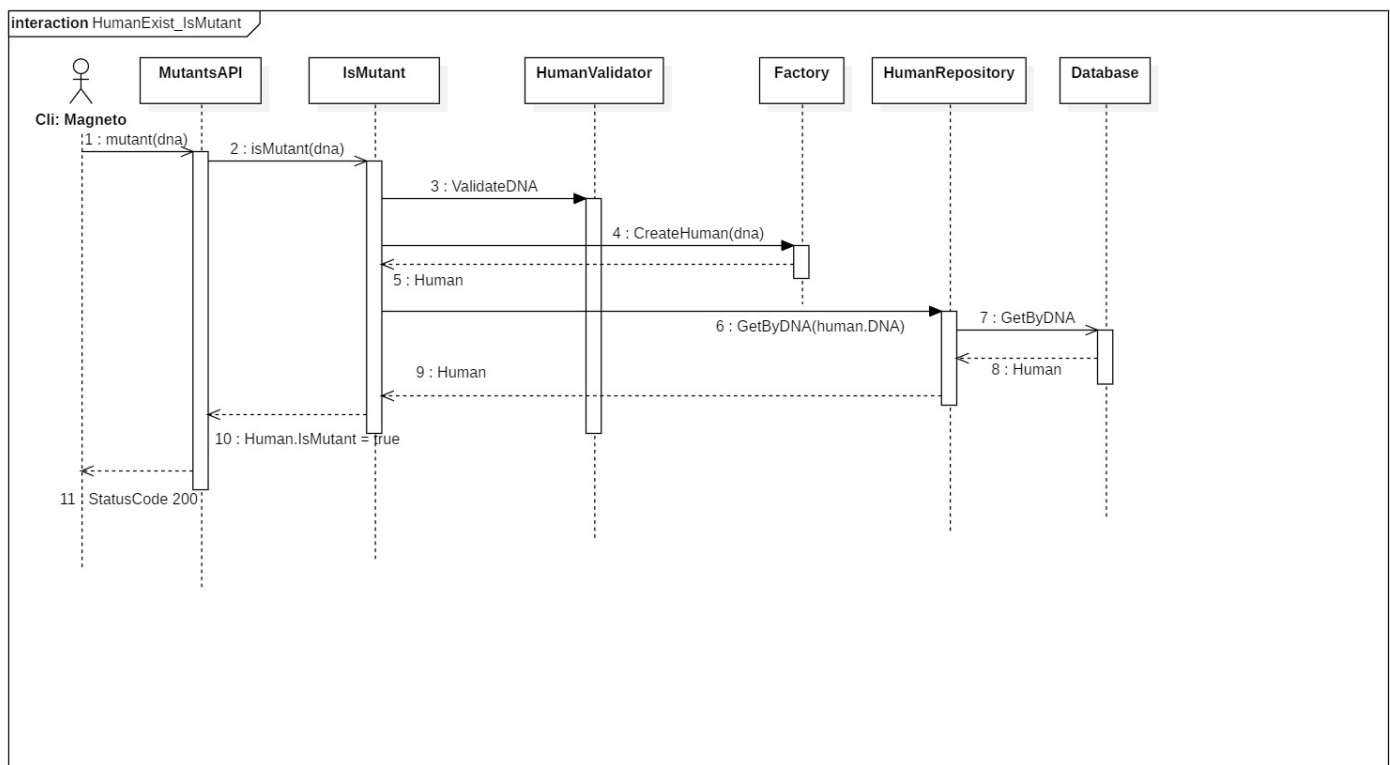 interaction HumanExist_IsMutant
MutantsAPI
IsMutant
HumanValidator
Factory
HumanRepository
Database
Cli: Magneto
1 : mutant(dna)
2 : isMutant(dna)
3 : ValidateDNA
4 : CreateHuman(dna)
5 : Human
6 : GetByDNA(human.DNA)
7 : GetByDNA
8 : Human
9 : Human
10 : Human.IsMutant = true
11 : StatusCode 200